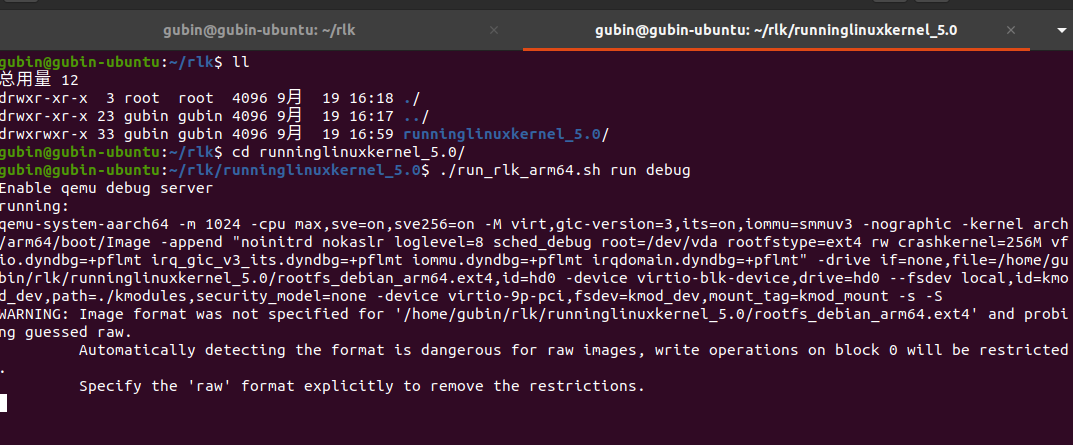 gubin@gubin-ubuntu: ~/rlk
gubin@gubin-ubuntu: ~/rlk/runninglinuxkernel_5.0
gubin@gubin-ubuntu:~/rlk$ ll
总用量 12
drwxr-xr-x  3 root  root  4096 9月  19 16:18 ./
drwxr-xr-x 23 gubin gubin 4096 9月  19 16:17 ../
drwxrwxr-x 33 gubin gubin 4096 9月  19 16:59 runninglinuxkernel_5.0/
gubin@gubin-ubuntu:~/rlk$ cd runninglinuxkernel_5.0/
gubin@gubin-ubuntu:~/rlk/runninglinuxkernel_5.0$ ./run_rlk_arm64.sh run debug
Enable qemu debug server
running:
qemu-system-aarch64 -m 1024 -cpu max,sve=on,sve256=on -M virt,gic-version=3,its=on,iommu=smmuv3 -nographic -kernel arch
/arm64/boot/Image -append "noinitrd nokaslr loglevel=8 sched_debug root=/dev/vda rootfstype=ext4 rw crashkernel=256M vf
io.dyndbg=+pflmt irq_gic_v3_its.dyndbg=+pflmt iommu.dyndbg=+pflmt irqdomain.dyndbg=+pflmt" -drive if=none,file=/home/gu
bin/rlk/runninglinuxkernel_5.0/rootfs_debian_arm64.ext4,id=hd0 -device virtio-blk-device,drive=hd0 --fsdev local,id=kmo
d_dev,path=./kmodules,security_model=none -device virtio-9p-pci,fsdev=kmod_dev,mount_tag=kmod_mount -s -S
WARNING: Image format was not specified for '/home/gubin/rlk/runninglinuxkernel_5.0/rootfs_debian_arm64.ext4' and probi
ng guessed raw.
         Automatically detecting the format is dangerous for raw images, write operations on block 0 will be restricted
.
         Specify the 'raw' format explicitly to remove the restrictions.